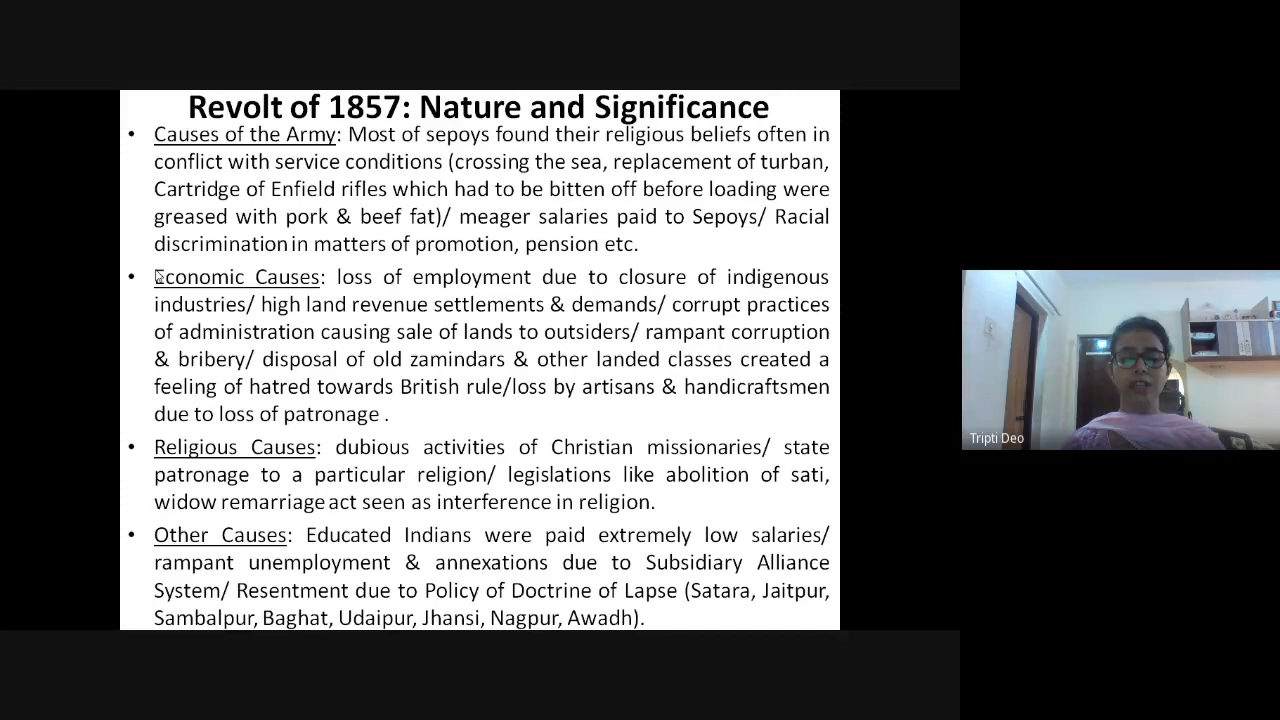 Revolt of 1857: Nature and Significance
• Causes of the Army: Most of sepoys found their religious beliefs often in
conflict with service conditions (crossing the sea, replacement of turban,
Cartridge of Enfield rifles which had to be bitten off before loading were
greased with pork & beef fat)/ meager salaries paid to Sepoys/ Racial
discrimination in matters of promotion, pension etc.
• Economic Causes: loss of employment due to closure of indigenous
industries/ high land revenue settlements & demands/ corrupt practices
of administration causing sale of lands to outsiders/ rampant corruption
& bribery/ disposal of old zamindars & other landed classes created a
feeling of hatred towards British rule/loss by artisans & handicraftsmen
due to loss of patronage .
• Religious Causes: dubious activities of Christian missionaries/ state
patronage to a particular religion/ legislations like abolition of sati,
widow remarriage act seen as interference in religion.
• Other Causes: Educated Indians were paid extremely low salaries/
rampant unemployment & annexations due to Subsidiary Alliance
System/ Resentment due to Policy of Doctrine of Lapse (Satara, Jaitpur,
Sambalpur, Baghat, Udaipur, Jhansi, Nagpur, Awadh).
Tripti Deo